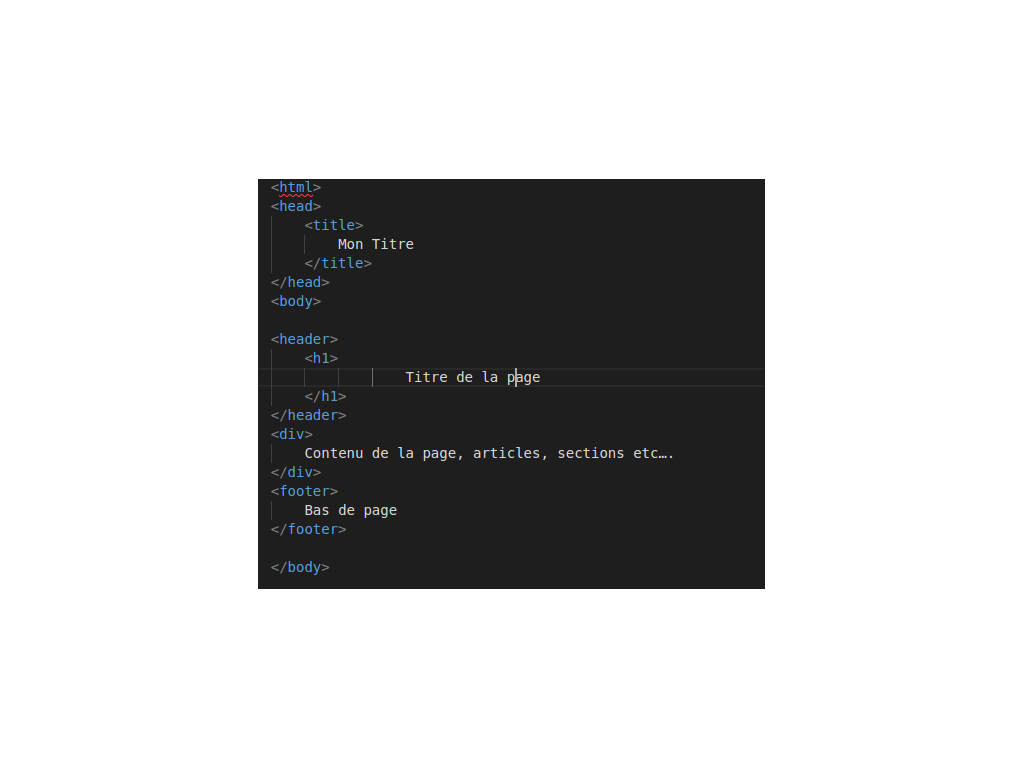 <html>
<head>
<title>
Mon Titre
</title>
</head>
<body>
<header>
<h1>
Titre de la page
</h1>
</header>
<div>
Contenu de la page, articles, sections etc….
</div>
<footer>
Bas de page
</footer>
</body>